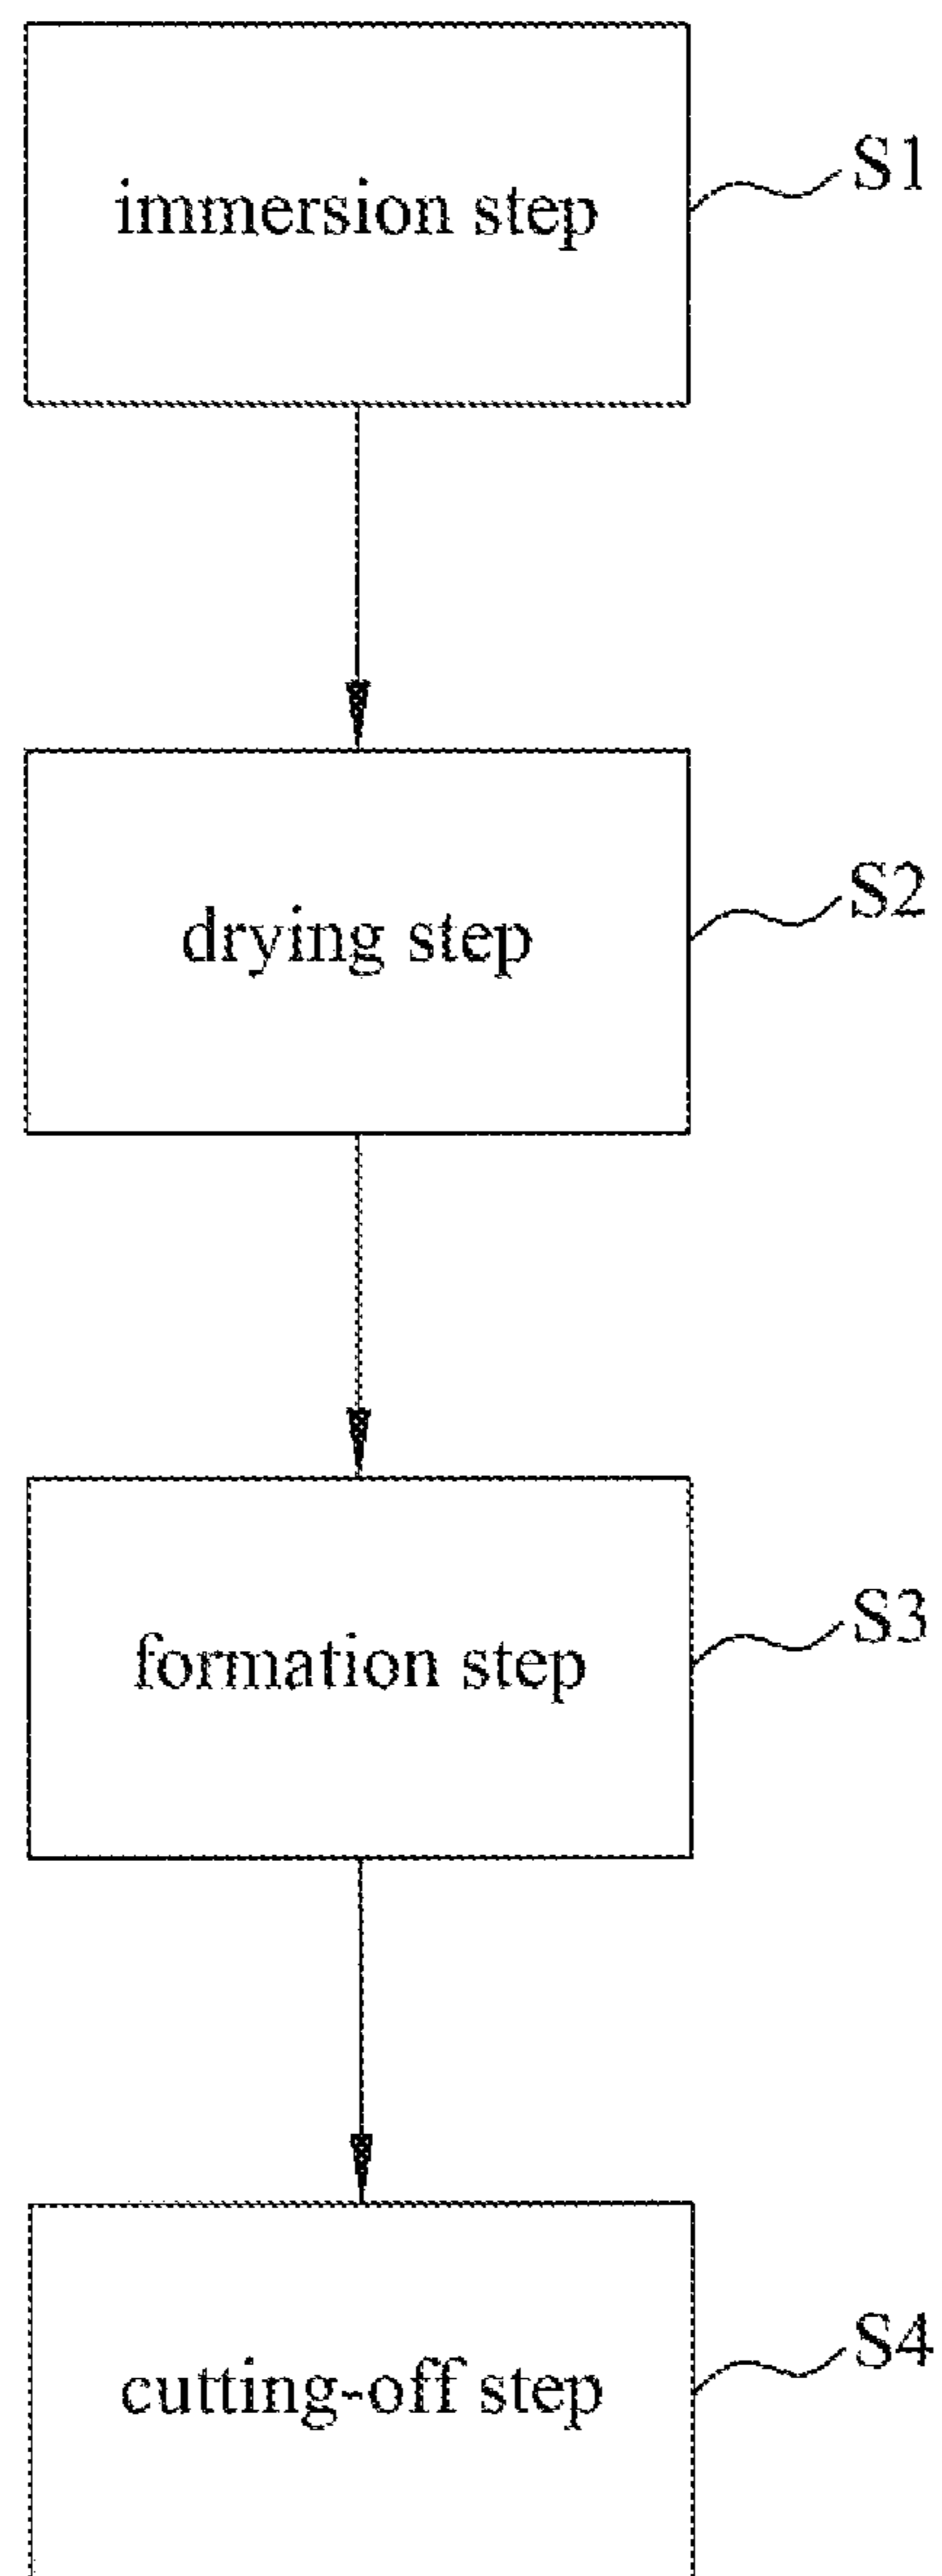 immersion step
S1
drying step
S2
formation step
S3
cutting-off step
S4